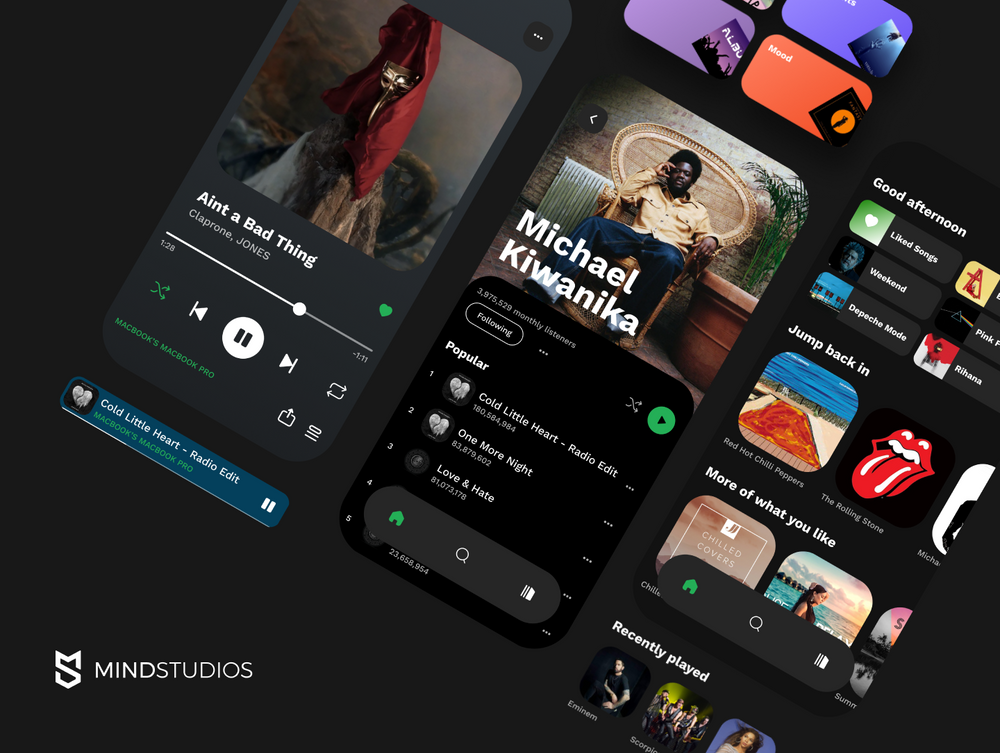 Aint a Bad Thing
Claprone, JONES
1:28
-1:11
MACBOOK'S MACBOOK PRO
Cold Little Heart - Radio Edit
MACBOOK'S MACBOOK PRO
MINDSTUDIOS
Michael
Kiwanika
3,975,529 monthly listeners
Following
Popular
1
Cold Little Heart - Radio Edit
180,584,984
2
One More Night
83,879,602
3
Love & Hate
81,073,178
4
5
23,658,954
Mood
Good afternoon
Liked Songs
Weekend
Depeche Mode
Pink F
Rihana
Jump back in
Red Hot Chilli Peppers
The Rolling Stone
Micha
More of what you like
CHILLED
COVERS
Chille
Summ
Recently played
Eminem
Scorpio